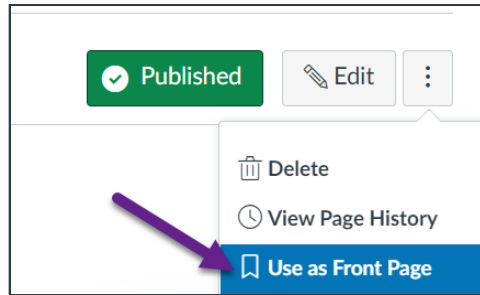 Published Edit
Delete
View Page History
Use as Front Page